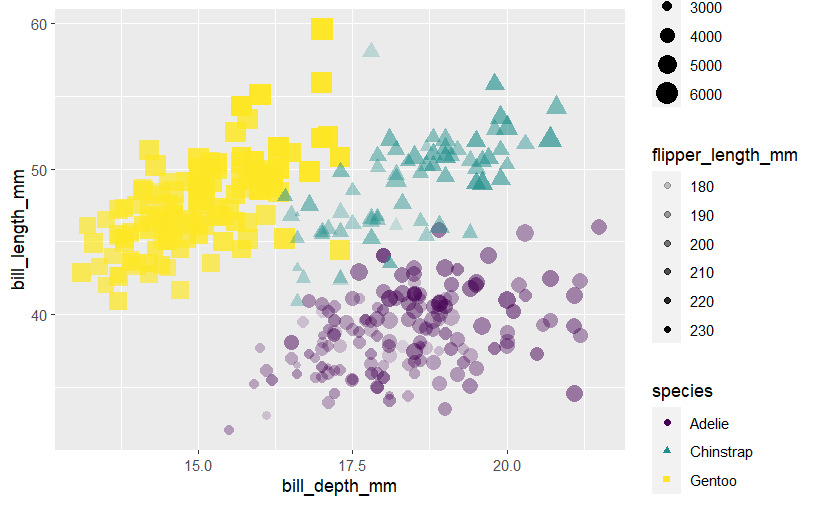 60
50
40
bill_length_mm
15.0
17.5
20.0
bill_depth_mm
3000
4000
5000
6000
flipper_length_mm
180
190
200
210
220
230
species
Adelie
Chinstrap
Gentoo